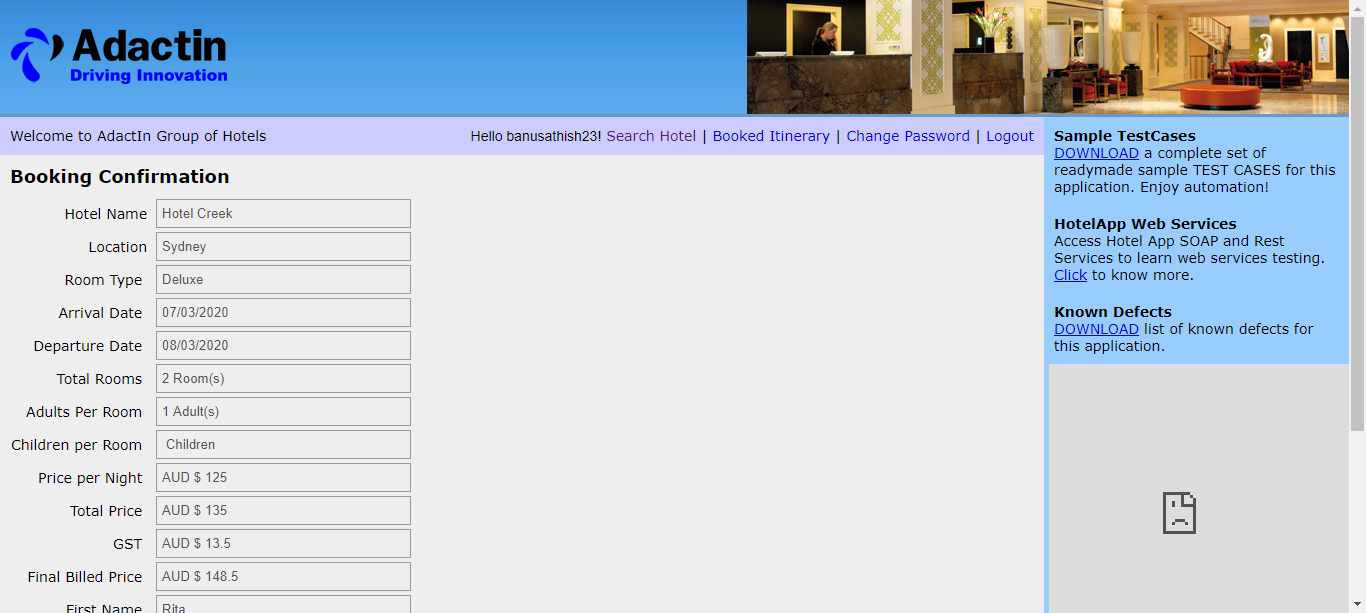 Adactin
Driving Innovation
Welcome to AdactIn Group of Hotels
Hello banusathish23! Search Hotel | Booked Itinerary | Change Password | Logout
Booking Confirmation
Hotel Name Hotel Creek
Location Sydney
Room Type Deluxe
Arrival Date 07/03/2020
Departure Date 08/03/2020
Total Rooms 2 Room(s)
Adults Per Room 1 Adult(s)
Children per Room Children
Price per Night AUD $ 125
Total Price AUD $ 135
GST AUD $ 13.5
Final Billed Price AUD $ 148.5
First Name Rita
Sample TestCases
DOWNLOAD a complete set of
readymade sample TEST CASES for this
application. Enjoy automation!
HotelApp Web Services
Access Hotel App SOAP and Rest
Services to learn web services testing.
Click to know more.
Known Defects
DOWNLOAD list of known defects for
this application.